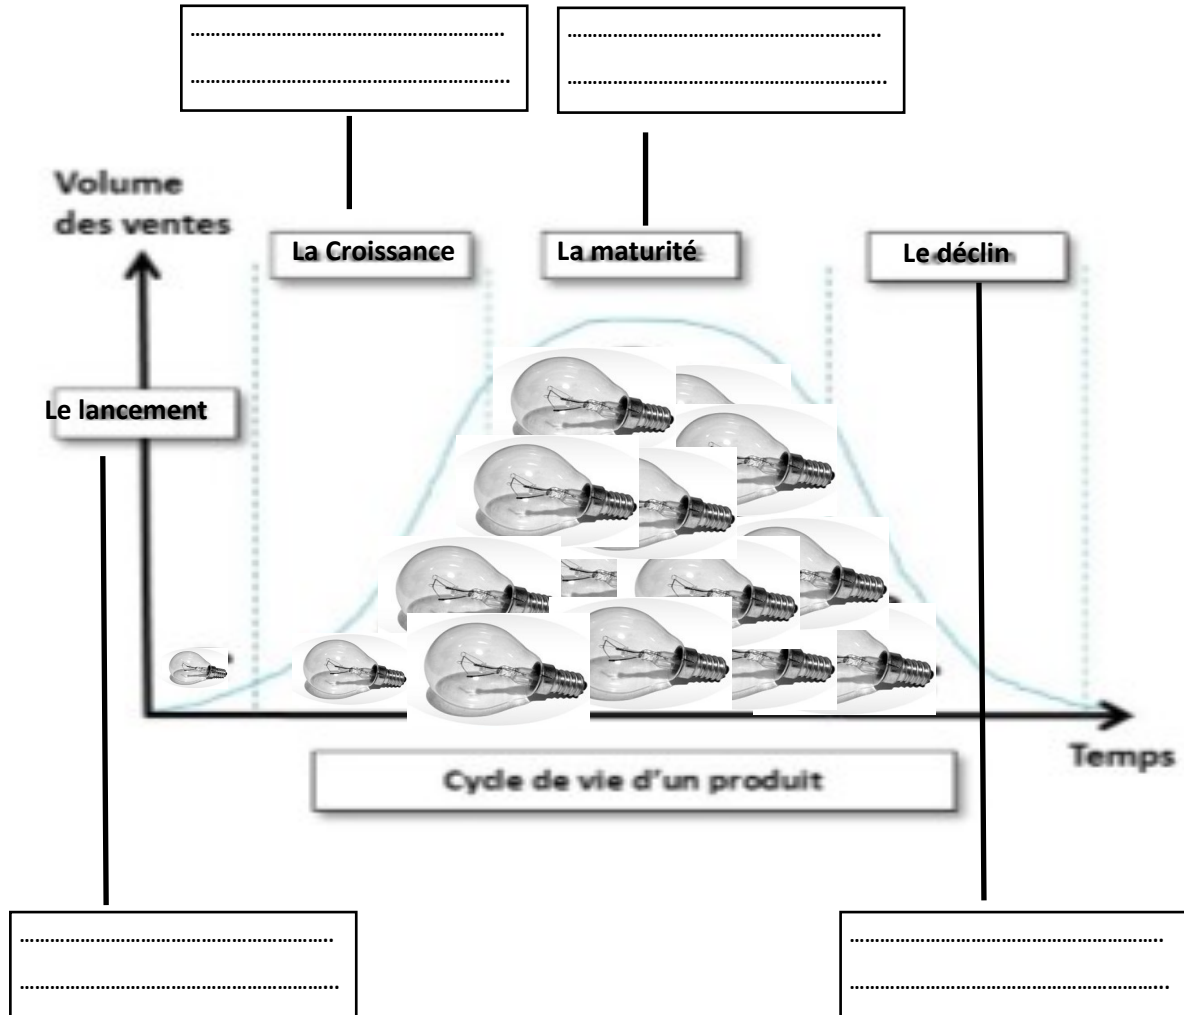 ……………………………………………………..
………………………………………………………
……………………………………………………..
………………………………………………………
Volume
des ventes
La Croissance
La maturité
Le déclin
Le lancement
Temps
Cycle de vie d'un produit
……………………………………………………..
………………………………………………………
……………………………………………………..
………………………………………………………